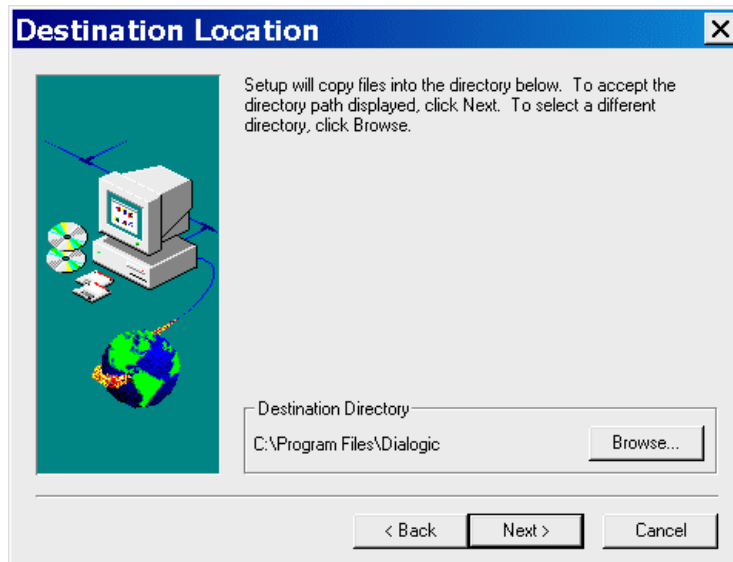 Destination Location
Setup will copy files into the directory below. To accept the
directory path displayed, click Next. To select a different
directory, click Browse.
Destination Directory
C:\Program Files\Dialogic
Browse...
< Back
Next >
Cancel